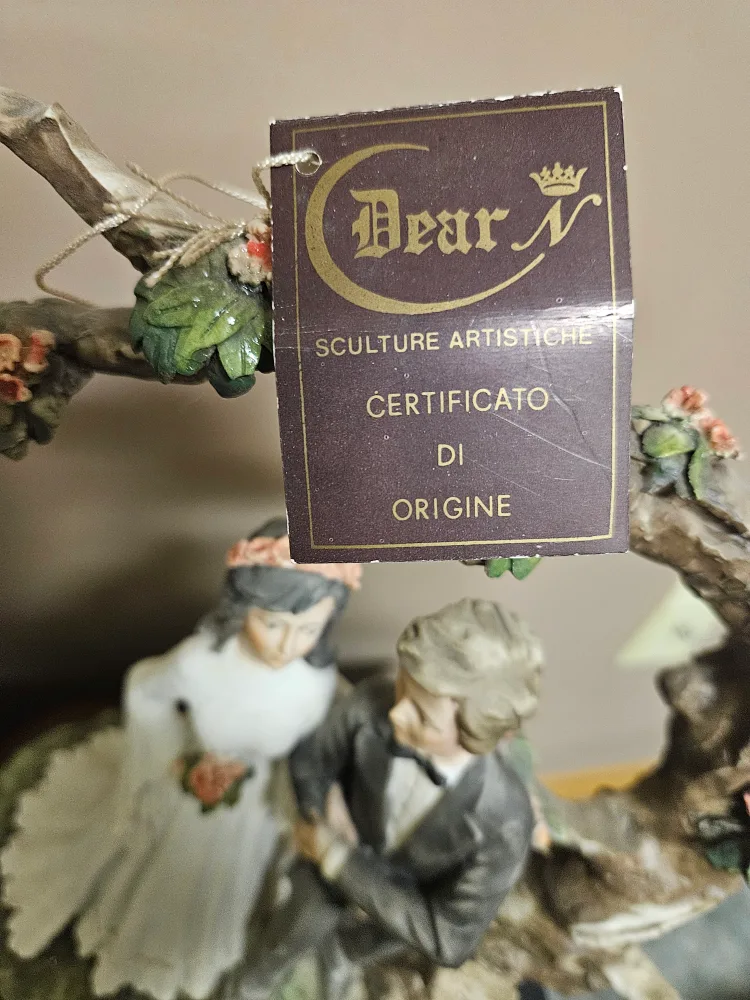 Dear N
SCULTURE ARTISTICHE
CERTIFICATO
DI
ORIGINE